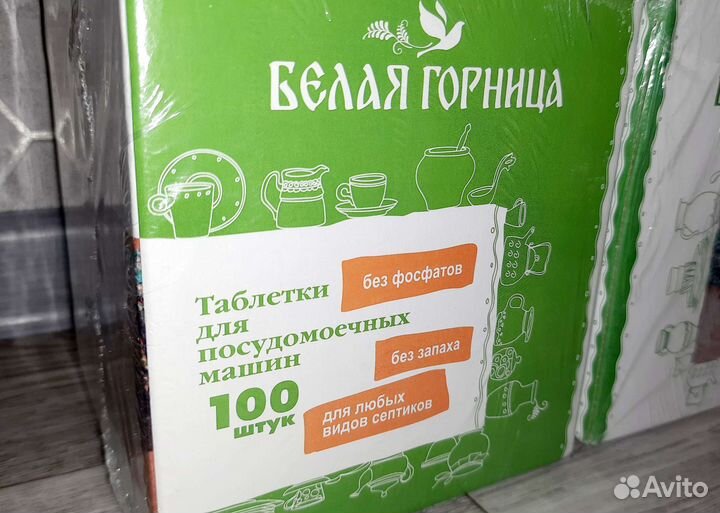 БЕЛАЯ ГОРНИЦА
Таблетки
для
посудомоечных
машин
100
штук
без фосфатов
без запаха
для любых
видов септиков
Avito